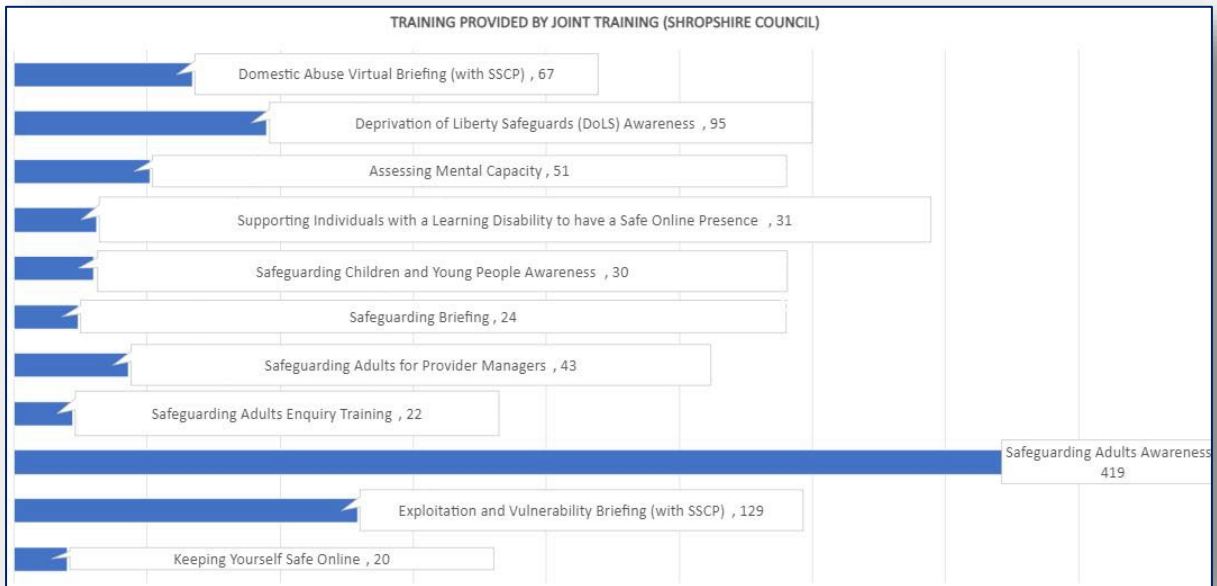 TRAINING PROVIDED BY JOINT TRAINING (SHROPSHIRE COUNCIL)
Domestic Abuse Virtual Briefing (with SSCP) , 67
Deprivation of Liberty Safeguards (DoLS) Awareness , 95
Assessing Mental Capacity , 51
Supporting Individuals with a Learning Disability to have a Safe Online Presence , 31
Safeguarding Children and Young People Awareness , 30
Safeguarding Briefing , 24
Safeguarding Adults for Provider Managers , 43
Safeguarding Adults Enquiry Training , 22
Safeguarding Adults Awareness
419
Exploitation and Vulnerability Briefing (with SSCP) , 129
Keeping Yourself Safe Online , 20